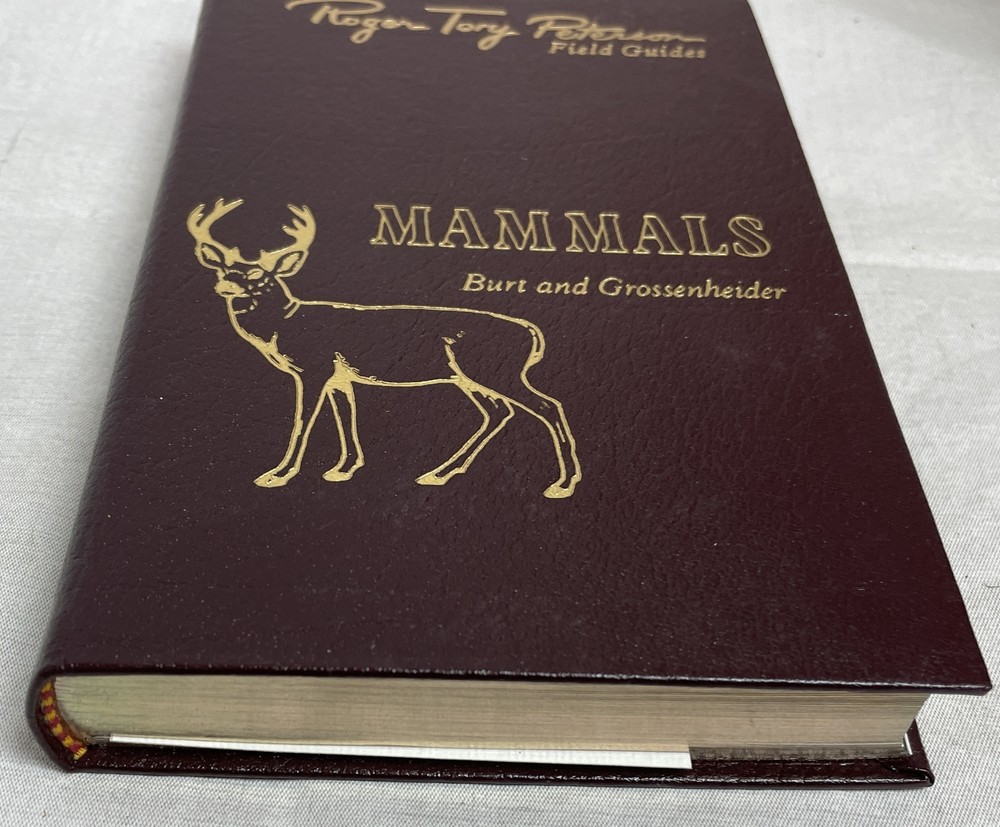 Roger Tory Peterson
Field Guides
MAMMALS
Burt and Grossenheider